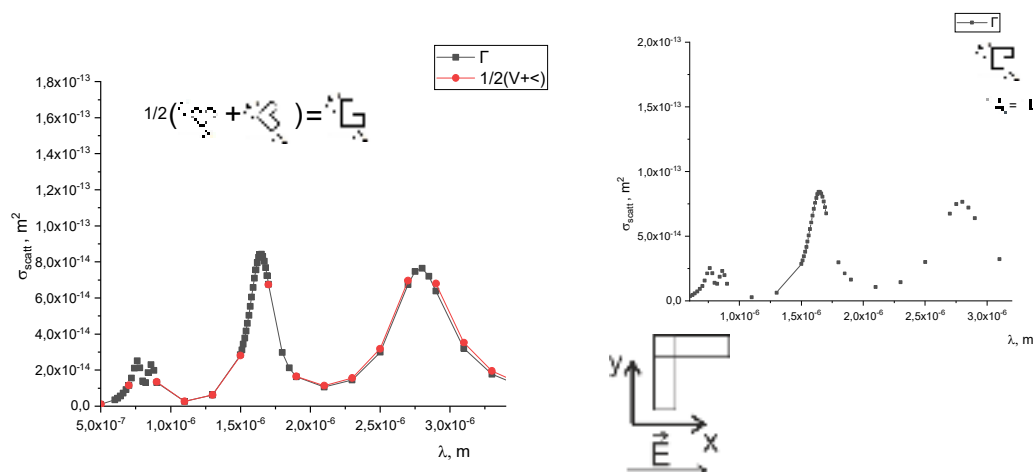 Γ
1/2(V+<)
1,8x10⁻¹³
1,6x10⁻¹³
1,4x10⁻¹³
1,2x10⁻¹³
1,0x10⁻¹³
8,0x10⁻¹⁴
6,0x10⁻¹⁴
4,0x10⁻¹⁴
2,0x10⁻¹⁴
0,0
σscatt, m²
1/2( + ) =
5,0x10⁻⁷ 1,0x10⁻⁶ 1,5x10⁻⁶ 2,0x10⁻⁶ 2,5x10⁻⁶ 3,0x10⁻⁶
λ, m
Γ
2,0x10⁻¹³
1,5x10⁻¹³
1,0x10⁻¹³
5,0x10⁻¹⁴
0,0
σscatt, m²
= L
1,0x10⁻⁶ 1,5x10⁻⁶ 2,0x10⁻⁶ 2,5x10⁻⁶ 3,0x10⁻⁶
λ, m
y
x
E